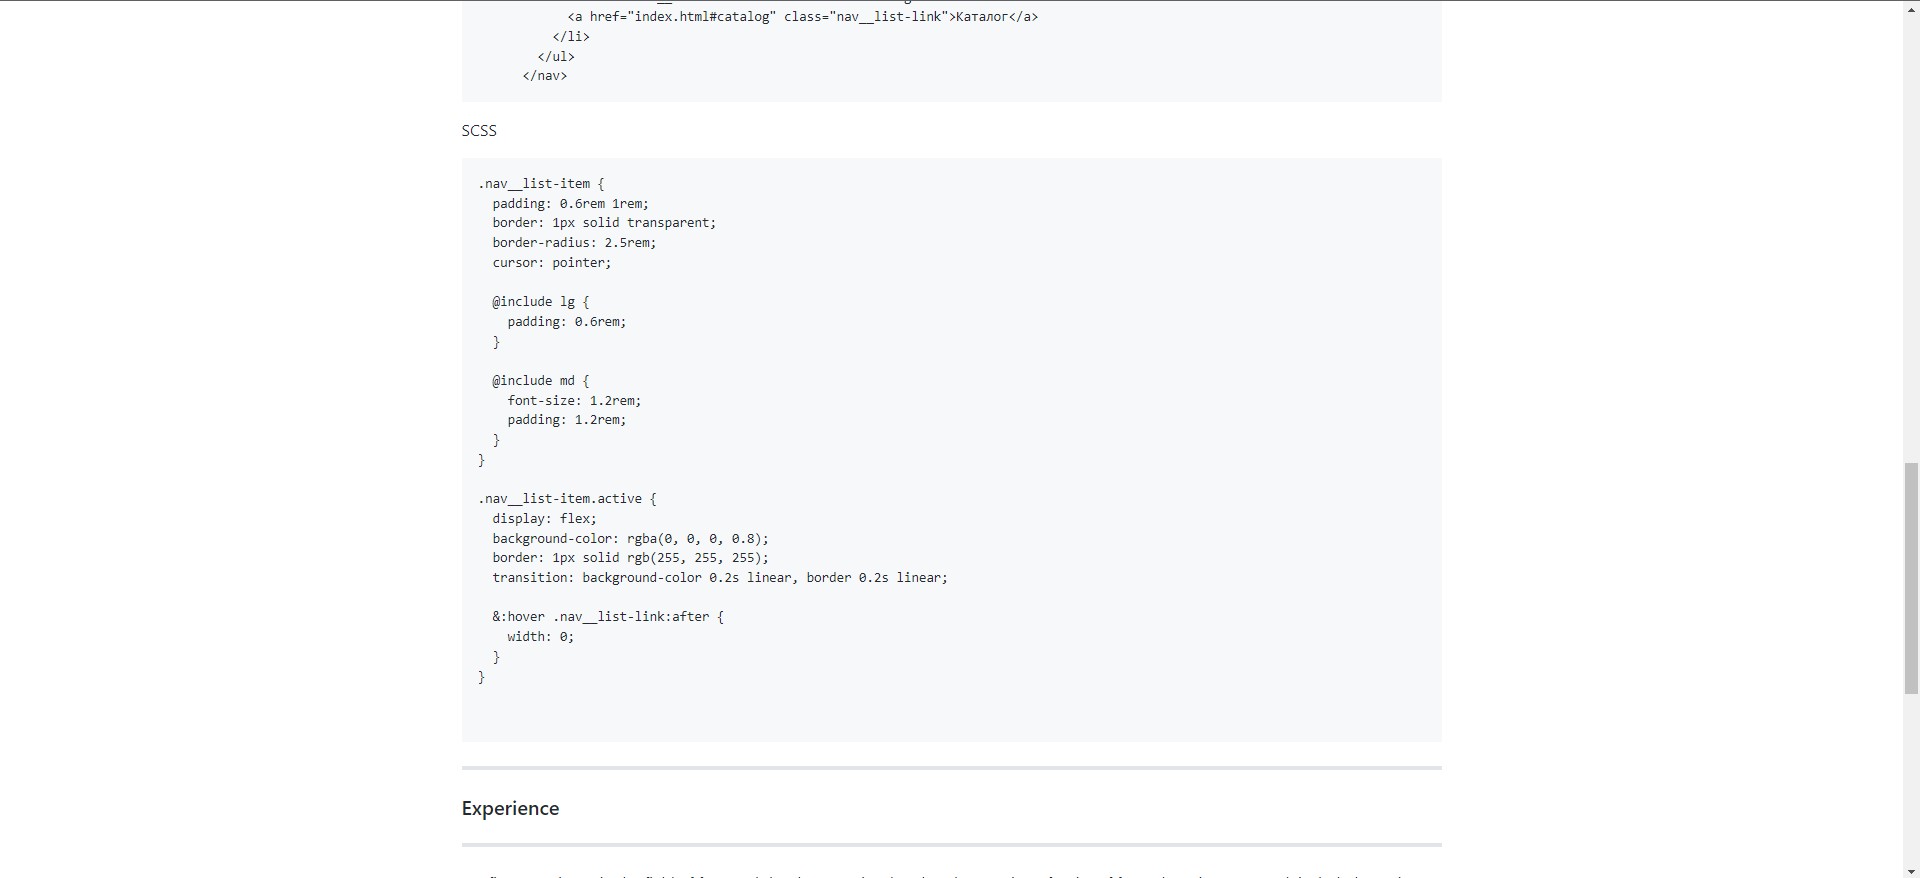 <a href="index.html#catalog" class="nav__list-link">Каталог</a>
</li>
</ul>
</nav>
SCSS
.nav__list-item {
padding: 0.6rem 1rem;
border: 1px solid transparent;
border-radius: 2.5rem;
cursor: pointer;
@include lg {
padding: 0.6rem;
}
@include md {
font-size: 1.2rem;
padding: 1.2rem;
}
}
.nav__list-item.active {
display: flex;
background-color: rgba(0, 0, 0, 0.8);
border: 1px solid rgb(255, 255, 255);
transition: background-color 0.2s linear, border 0.2s linear;
&:hover .nav__list-link:after {
width: 0;
}
}
Experience